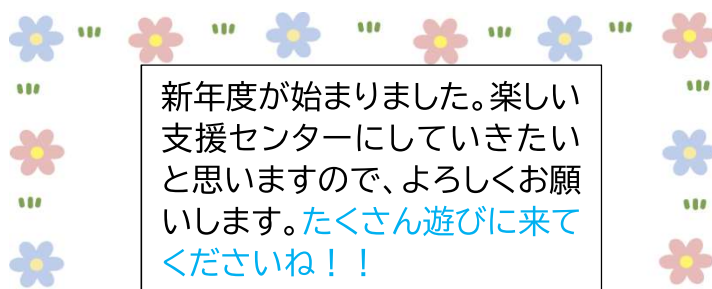 新年度が始まりました。楽しい
支援センターにしていきたい
と思いますので、よろしくお願
いします。たくさん遊びに来て
くださいね！！